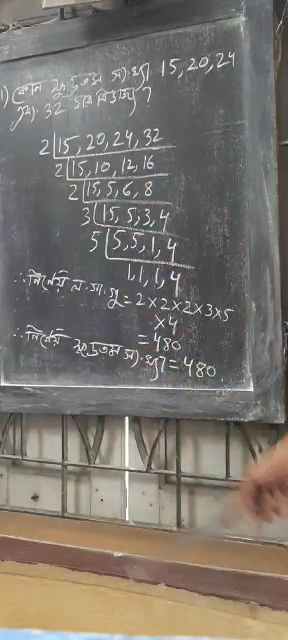 1) কোন ক্ষুদ্রতম সংখ্যা 15, 20, 24
এবং 32 দ্বারা বিভাজ্য?
2 | 15, 20, 24, 32
2 | 15, 10, 12, 16
2 | 15, 5, 6, 8
3 | 15, 5, 3, 4
5 | 5, 5, 1, 4
1, 1, 1, 4
∴ নির্ণেয় ল.সা.গু = 2×2×2×3×5
×4
= 480
∴ নির্ণেয় ক্ষুদ্রতম সংখ্যা = 480.